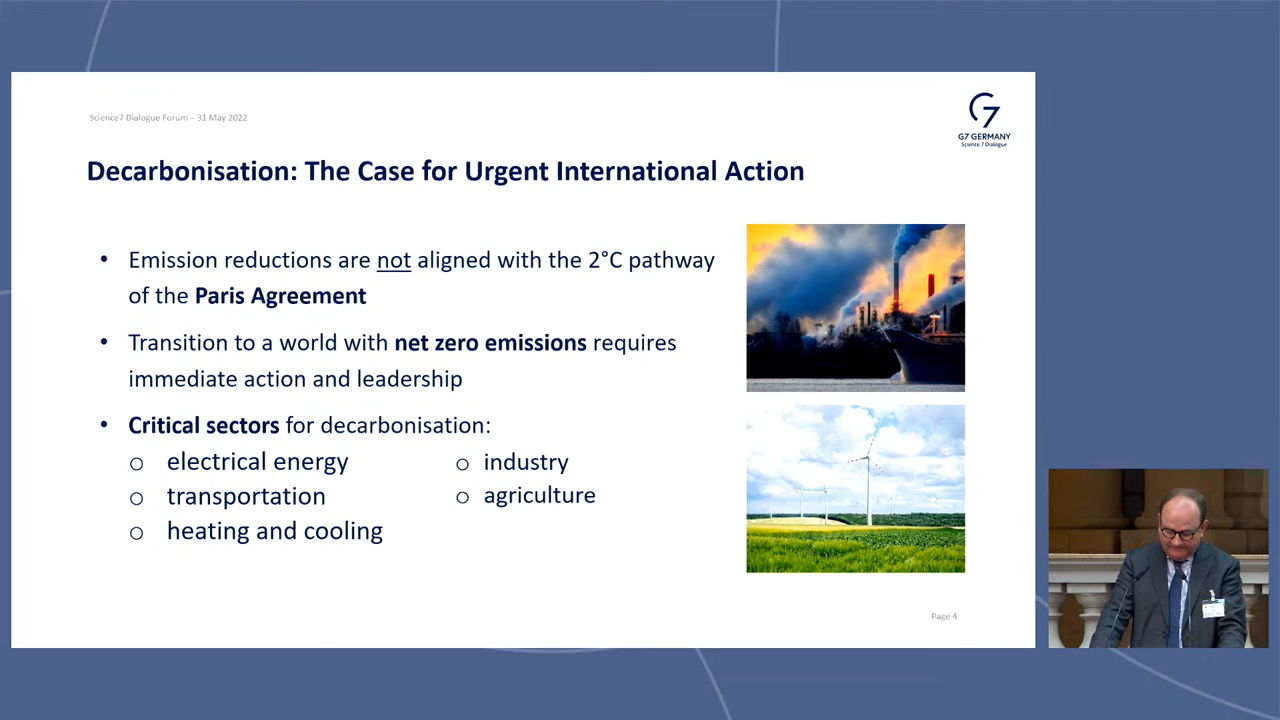 Science7 Dialogue Forum – 31 May 2022
G7 GERMANY
Science 7 Dialogue
Decarbonisation: The Case for Urgent International Action
• Emission reductions are not aligned with the 2°C pathway
of the Paris Agreement
• Transition to a world with net zero emissions requires
immediate action and leadership
• Critical sectors for decarbonisation:
o electrical energy
o transportation
o heating and cooling
o industry
o agriculture
Page 4